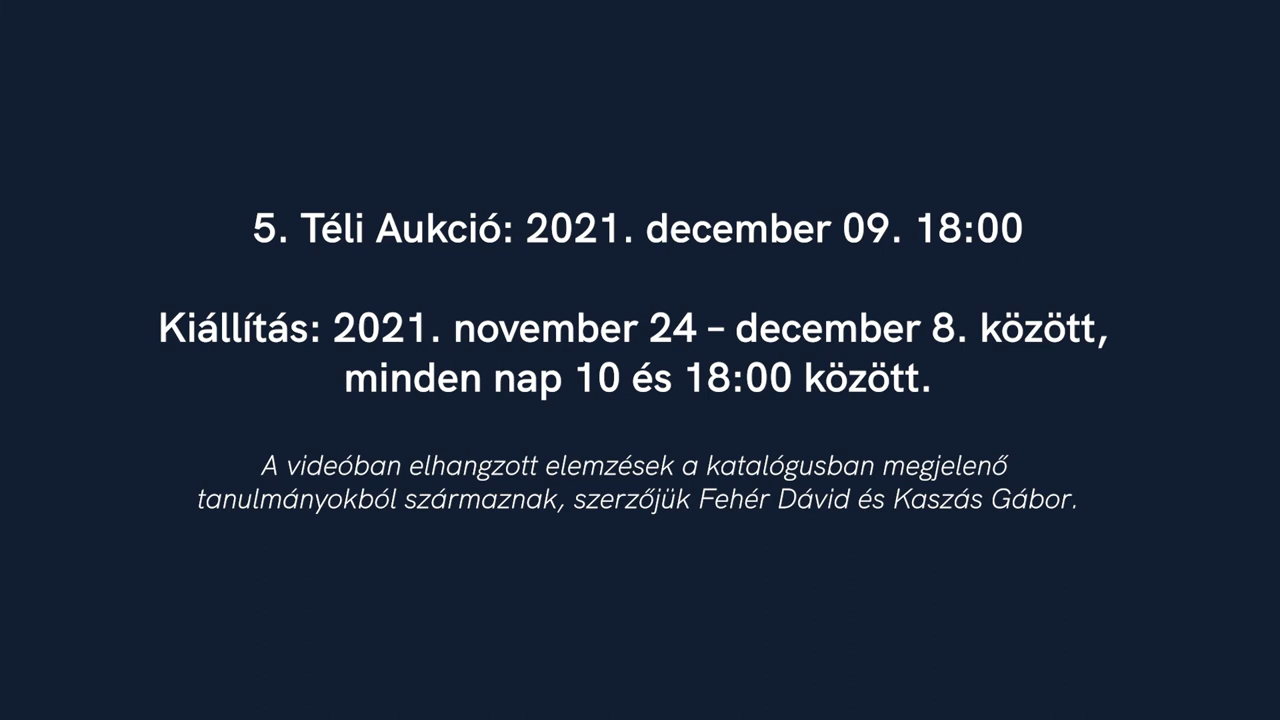 5. Téli Aukció: 2021. december 09. 18:00
Kiállítás: 2021. november 24 – december 8. között,
minden nap 10 és 18:00 között.
A videóban elhangzott elemzések a katalógusban megjelenő
tanulmányokból származnak, szerzőjük Fehér Dávid és Kaszás Gábor.